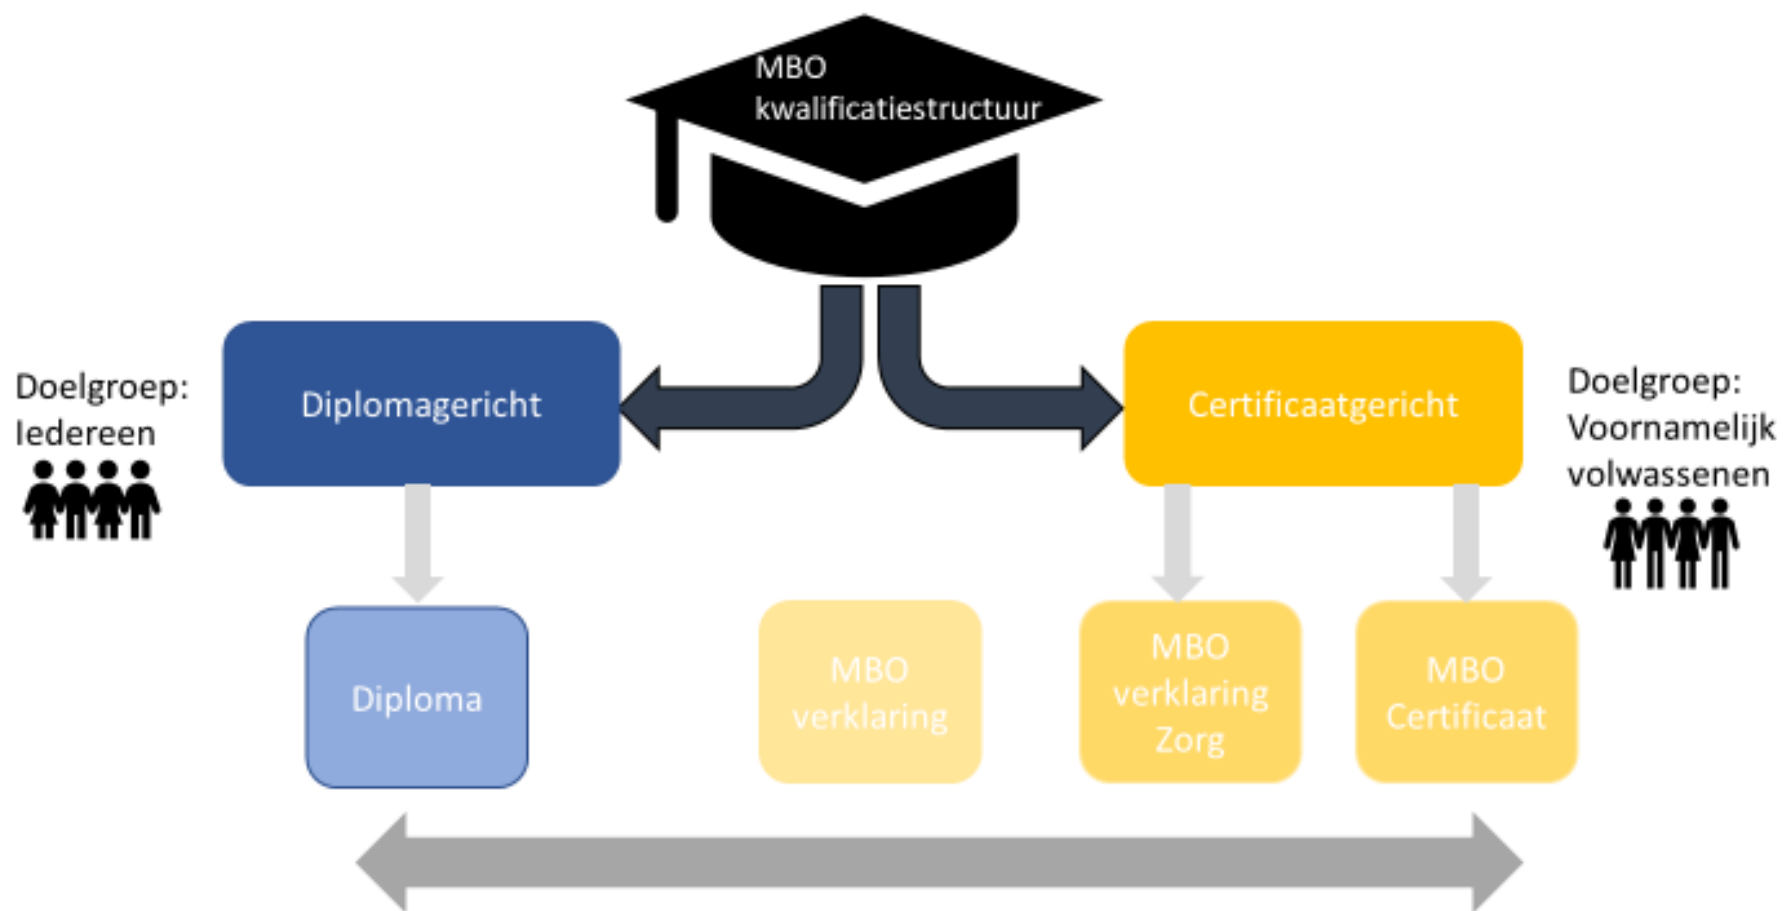 MBO
kwalificatiestructuur
Diplomagericht
Certificaatgericht
Doelgroep:
Iedereen
Doelgroep:
Voornamelijk
volwassenen
Diploma
MBO
verklaring
MBO
verklaring
Zorg
MBO
Certificaat